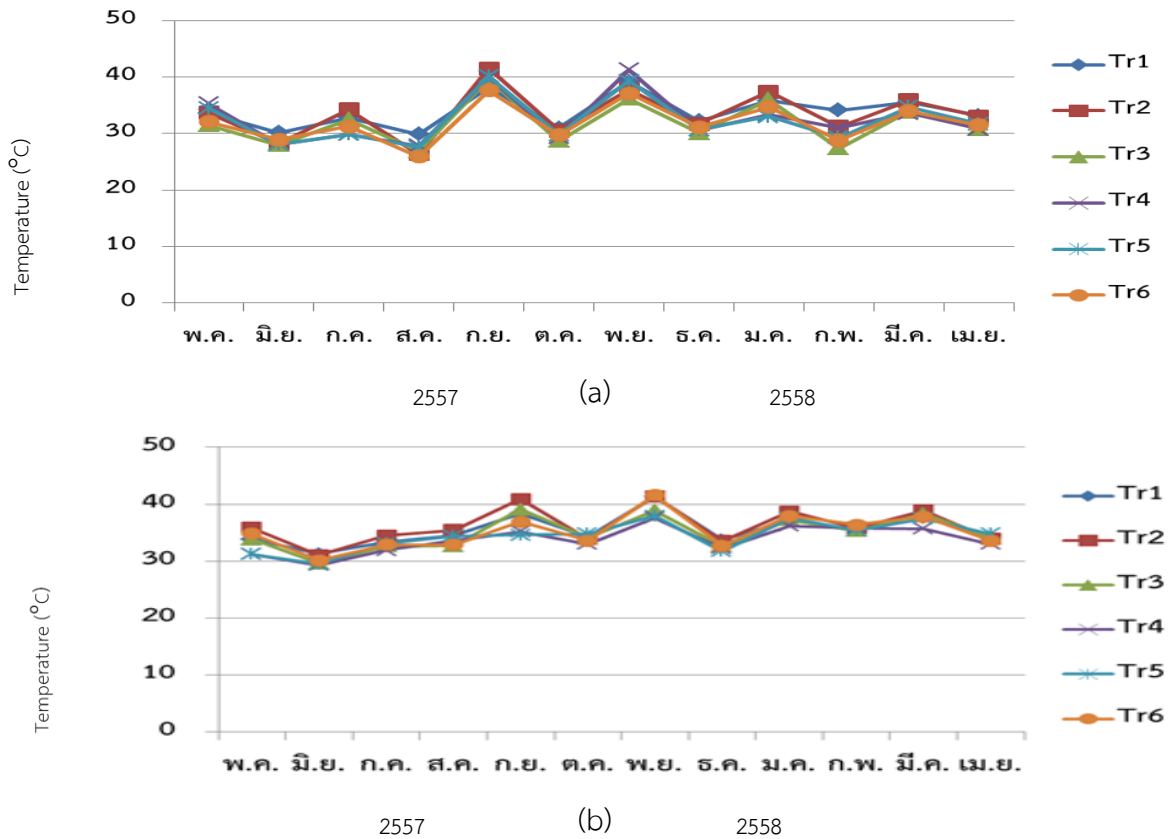 50
40
30
20
10
0
Temperature (°C)
พ.ค. มิ.ย. ก.ค. ส.ค. ก.ย. ต.ค. พ.ย. ธ.ค. ม.ค. ก.พ. มี.ค. เม.ย.
2557 (a) 2558
Tr1
Tr2
Tr3
Tr4
Tr5
Tr6
50
40
30
20
10
0
Temperature (°C)
พ.ค. มิ.ย. ก.ค. ส.ค. ก.ย. ต.ค. พ.ย. ธ.ค. ม.ค. ก.พ. มี.ค. เม.ย.
2557 (b) 2558
Tr1
Tr2
Tr3
Tr4
Tr5
Tr6